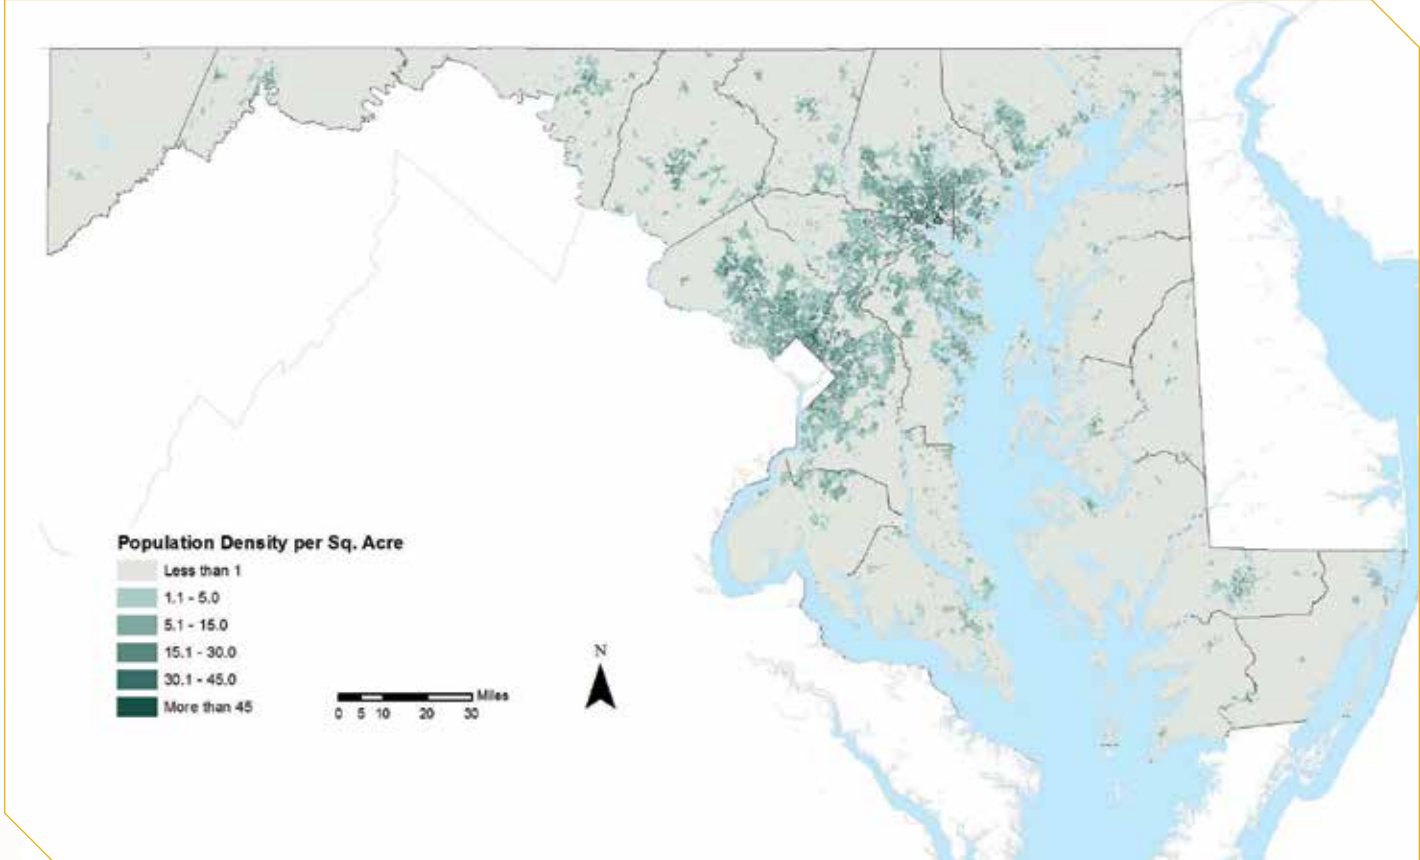 Population Density per Sq. Acre
Less than 1
1.1 - 5.0
5.1 - 15.0
15.1 - 30.0
30.1 - 45.0
More than 45
N
Miles
0 5 10 20 30